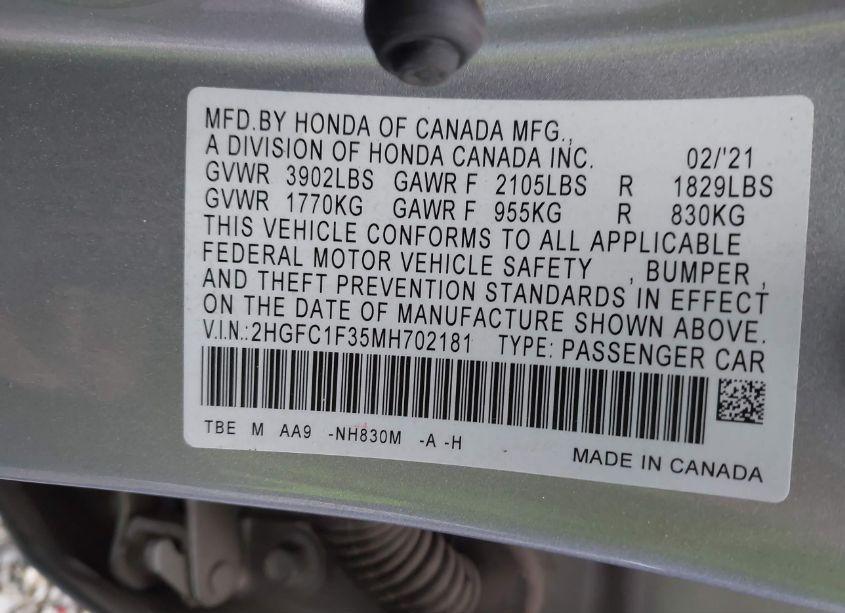 MFD.BY HONDA OF CANADA MFG.,
A DIVISION OF HONDA CANADA INC. 02/'21
GVWR 3902LBS GAWR F 2105LBS R 1829LBS
GVWR 1770KG GAWR F 955KG R 830KG
THIS VEHICLE CONFORMS TO ALL APPLICABLE
FEDERAL MOTOR VEHICLE SAFETY , BUMPER ,
AND THEFT PREVENTION STANDARDS IN EFFECT
ON THE DATE OF MANUFACTURE SHOWN ABOVE.
V.I.N.:2HGFC1F35MH702181 TYPE: PASSENGER CAR
TBE M AA9 -NH830M -A -H
MADE IN CANADA